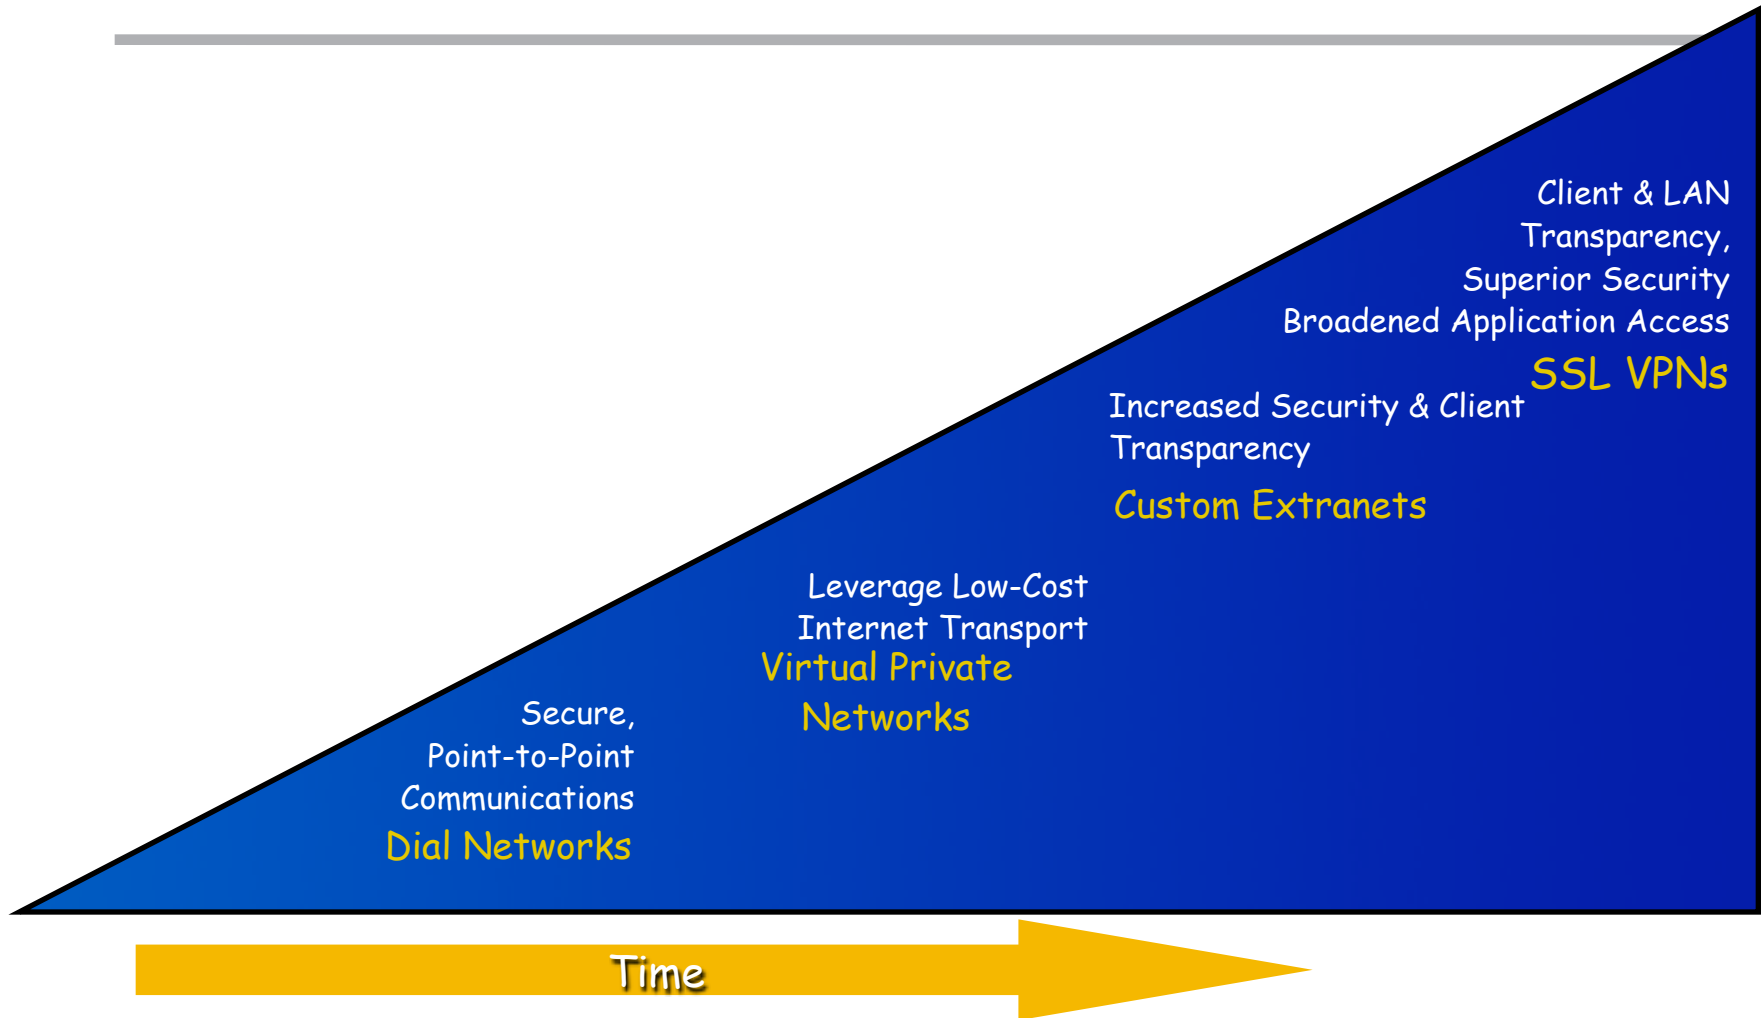 Client & LAN
Transparency,
Superior Security
Broadened Application Access
SSL VPNs
Increased Security & Client
Transparency
Custom Extranets
Leverage Low-Cost
Internet Transport
Virtual Private
Networks
Secure,
Point-to-Point
Communications
Dial Networks
Time